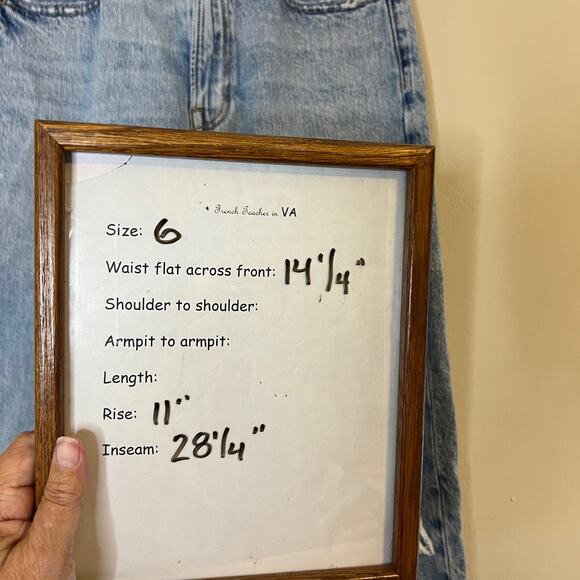 French Teacher in VA
Size: 6
Waist flat across front: 14 1/4"
Shoulder to shoulder:
Armpit to armpit:
Length:
Rise: 11"
Inseam: 28 1/4"